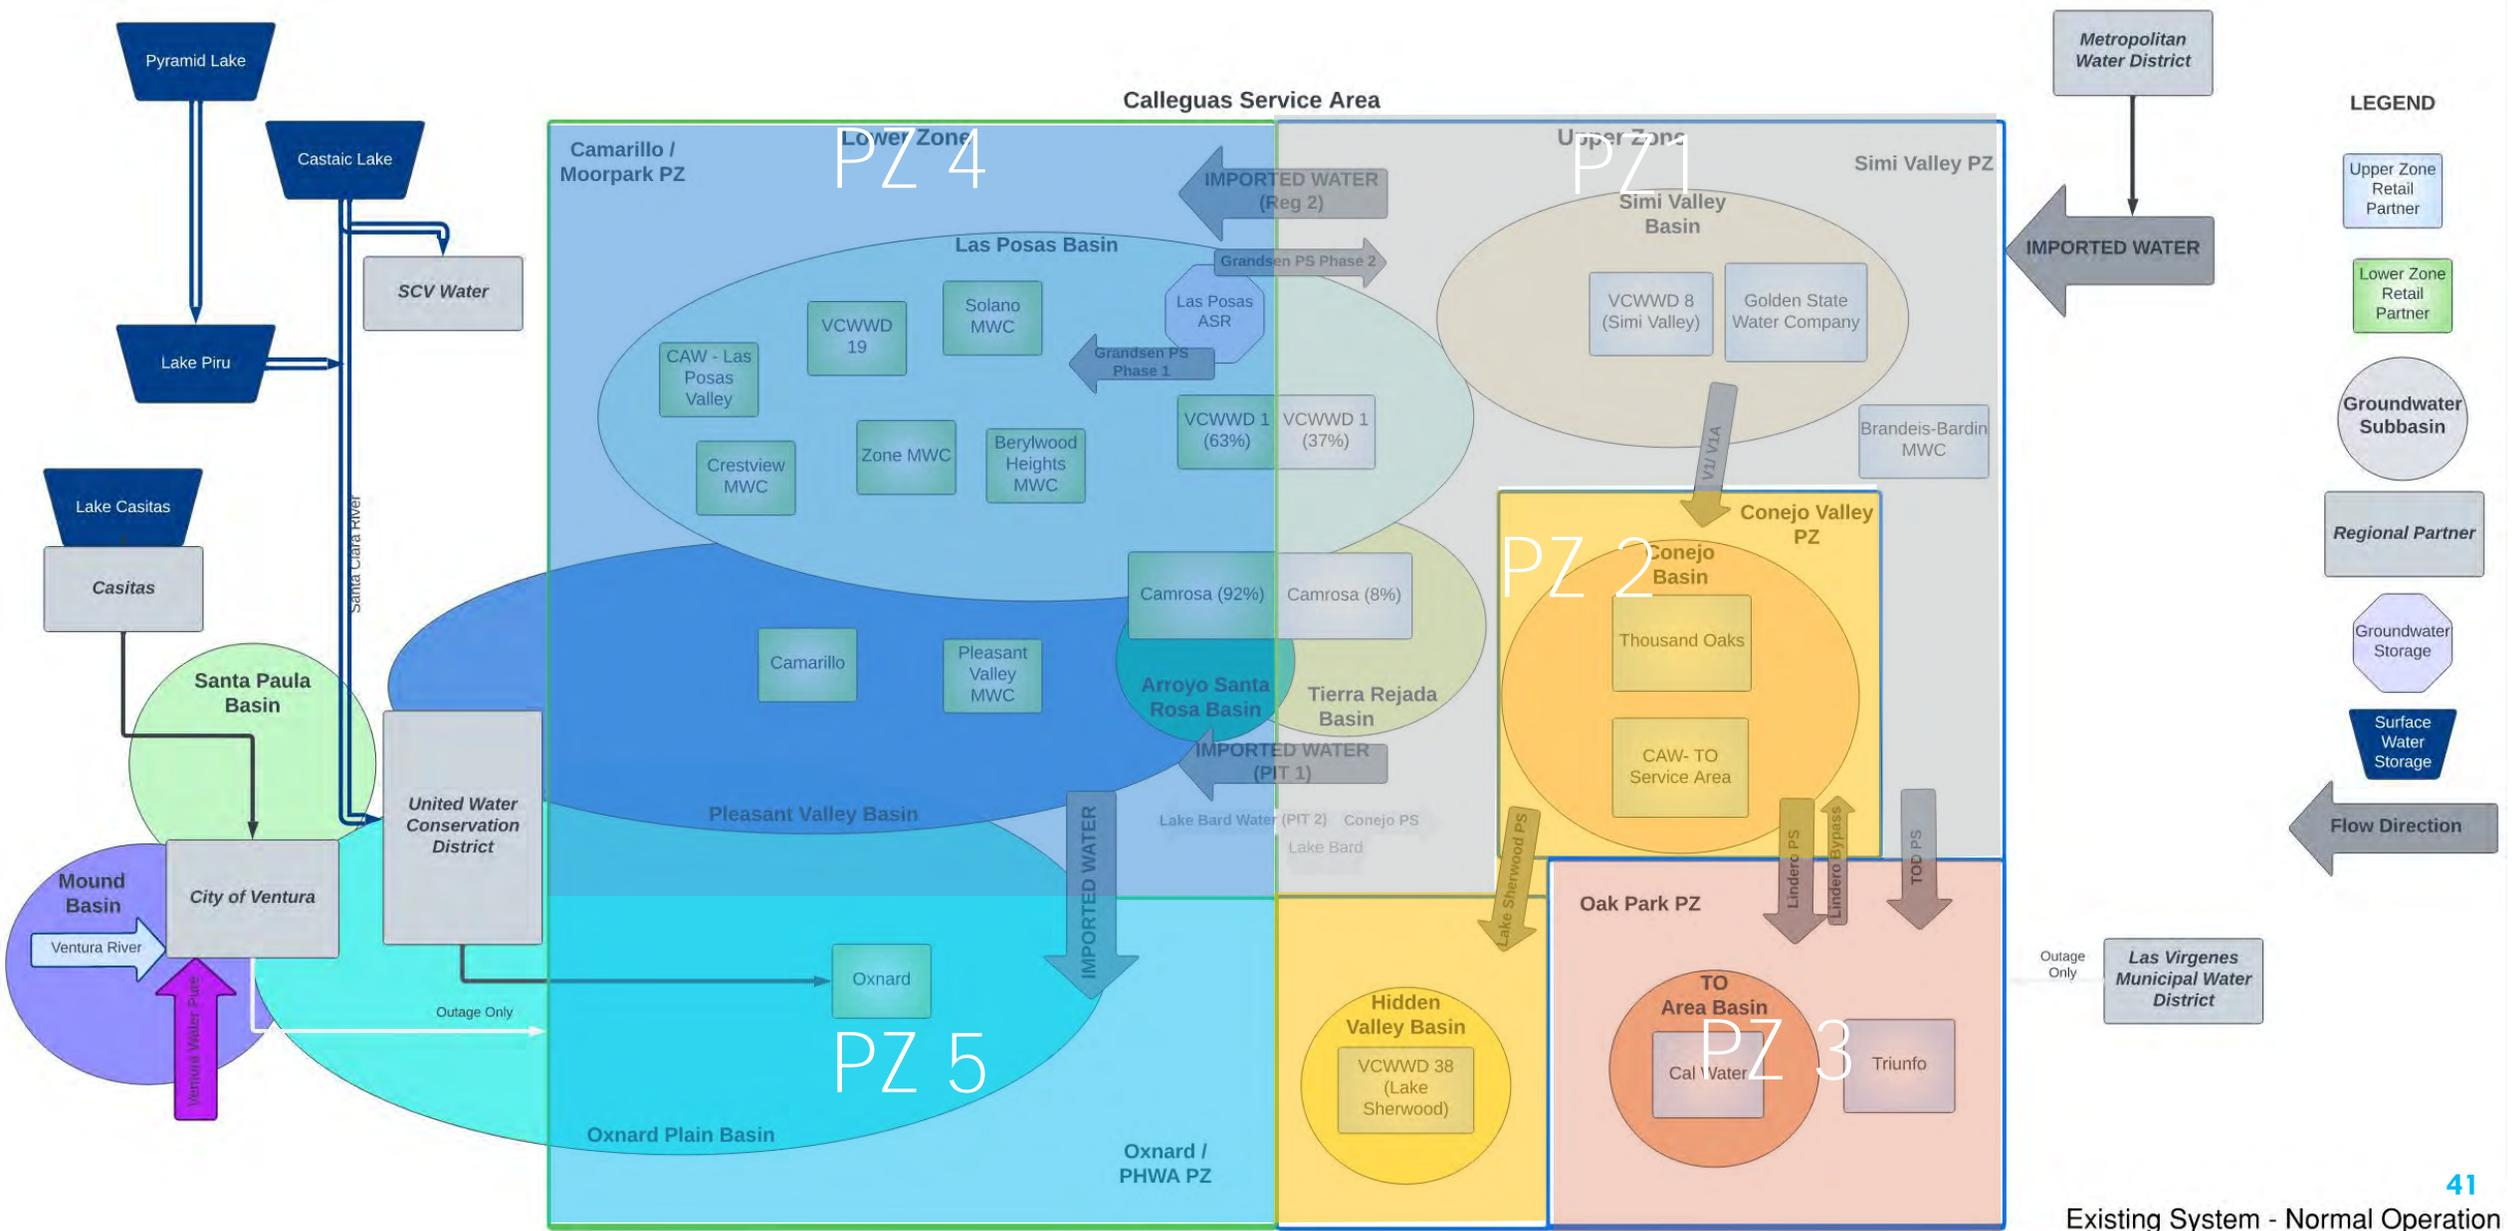 Pyramid Lake
Castaic Lake
SCV Water
Lake Piru
Lake Casitas
Casitas
Santa Clara River
Santa Paula
Basin
United Water
Conservation
District
City of Ventura
Mound
Basin
Ventura River
Ventura Water Pure
Outage Only
Calleguas Service Area
Lower Zone
PZ 4
Camarillo /
Moorpark PZ
IMPORTED WATER
(Reg 2)
Las Posas Basin
Grandsen PS Phase 2
Las Posas
ASR
Solano
MWC
VCWWD
19
CAW - Las
Posas
Valley
Grandsen PS
Phase 1
Crestview
MWC
Zone MWC
Berylwood
Heights
MWC
VCWWD 1
(63%)
VCWWD 1
(37%)
Camrosa (92%)
Camrosa (8%)
Camarillo
Pleasant
Valley
MWC
Arroyo Santa
Rosa Basin
Tierra Rejada
Basin
IMPORTED WATER
(PIT 1)
Pleasant Valley Basin
Lake Bard Water (PIT 2)
Conejo PS
Lake Bard
IMPORTED WATER
Oxnard
PZ 5
Oxnard Plain Basin
Oxnard /
PHWA PZ
Upper Zone
PZ1
Simi Valley PZ
Simi Valley
Basin
VCWWD 8
(Simi Valley)
Golden State
Water Company
V1/ V1A
Brandeis-Bardin
MWC
Conejo Valley
PZ
PZ 2
Conejo
Basin
Thousand Oaks
CAW- TO
Service Area
Lake Sherwood PS
Lindero PS
Lindero Bypass
TOD PS
Oak Park PZ
Hidden
Valley Basin
VCWWD 38
(Lake
Sherwood)
TO
Area Basin
PZ 3
Cal Water
Triunfo
Metropolitan
Water District
IMPORTED WATER
Outage
Only
Las Virgenes
Municipal Water
District
LEGEND
Upper Zone
Retail
Partner
Lower Zone
Retail
Partner
Groundwater
Subbasin
Regional Partner
Groundwater
Storage
Surface
Water
Storage
Flow Direction
41
Existing System - Normal Operation